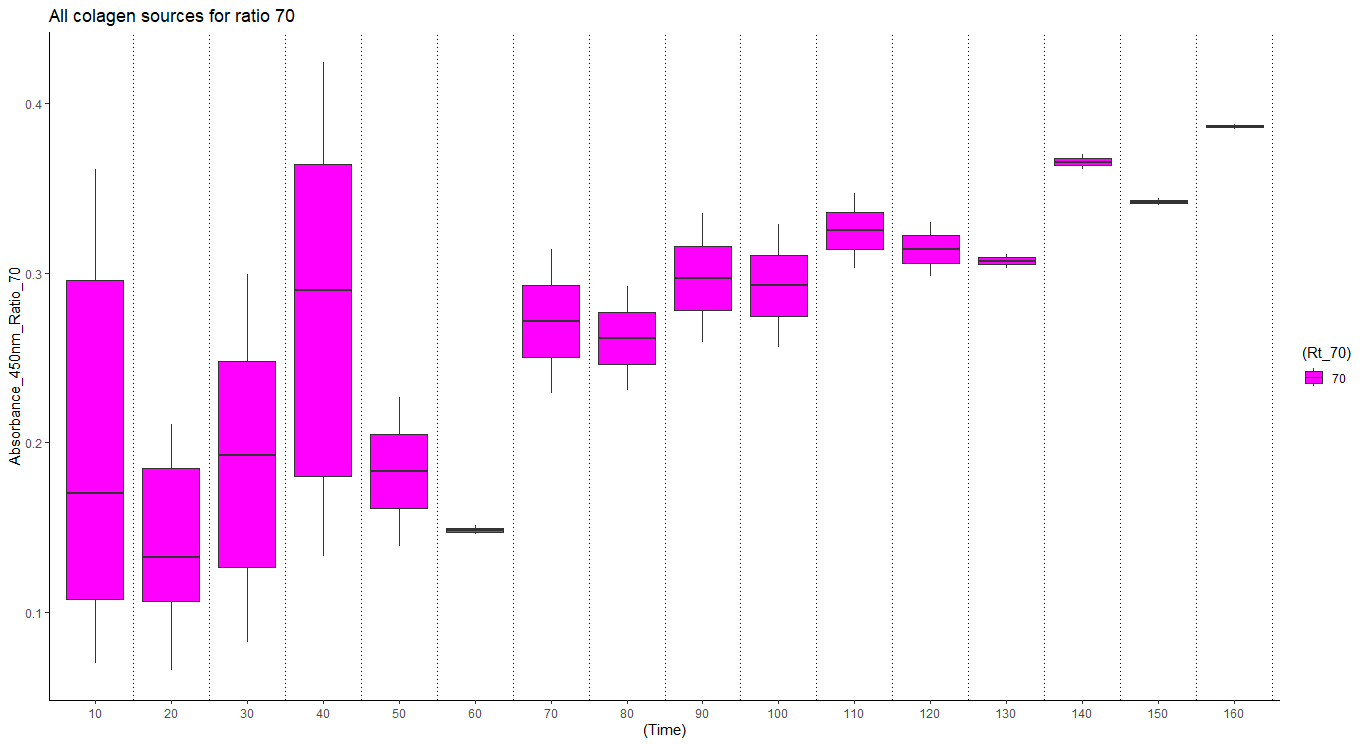 All colagen sources for ratio 70
Absorbance_450nm_Ratio_70
0.4
0.3
0.2
0.1
10 20 30 40 50 60 70 80 90 100 110 120 130 140 150 160
(Time)
(Rt_70)
70